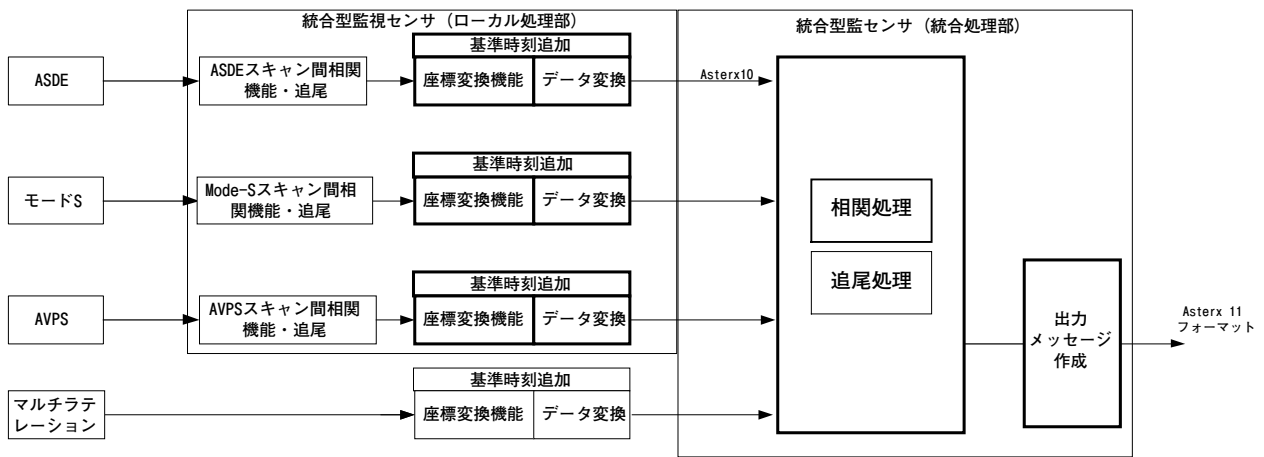 統合型監視センサ（ローカル処理部）
統合型監センサ（統合処理部）
ASDE
ASDEスキャン間相関
機能・追尾
基準時刻追加
座標変換機能
データ変換
Asterx10
モードS
Mode-Sスキャン間相
関機能・追尾
基準時刻追加
座標変換機能
データ変換
相関処理
追尾処理
AVPS
AVPSスキャン間相関
機能・追尾
基準時刻追加
座標変換機能
データ変換
出力
メッセージ
作成
Asterx 11
フォーマット
マルチラテ
レーション
基準時刻追加
座標変換機能
データ変換